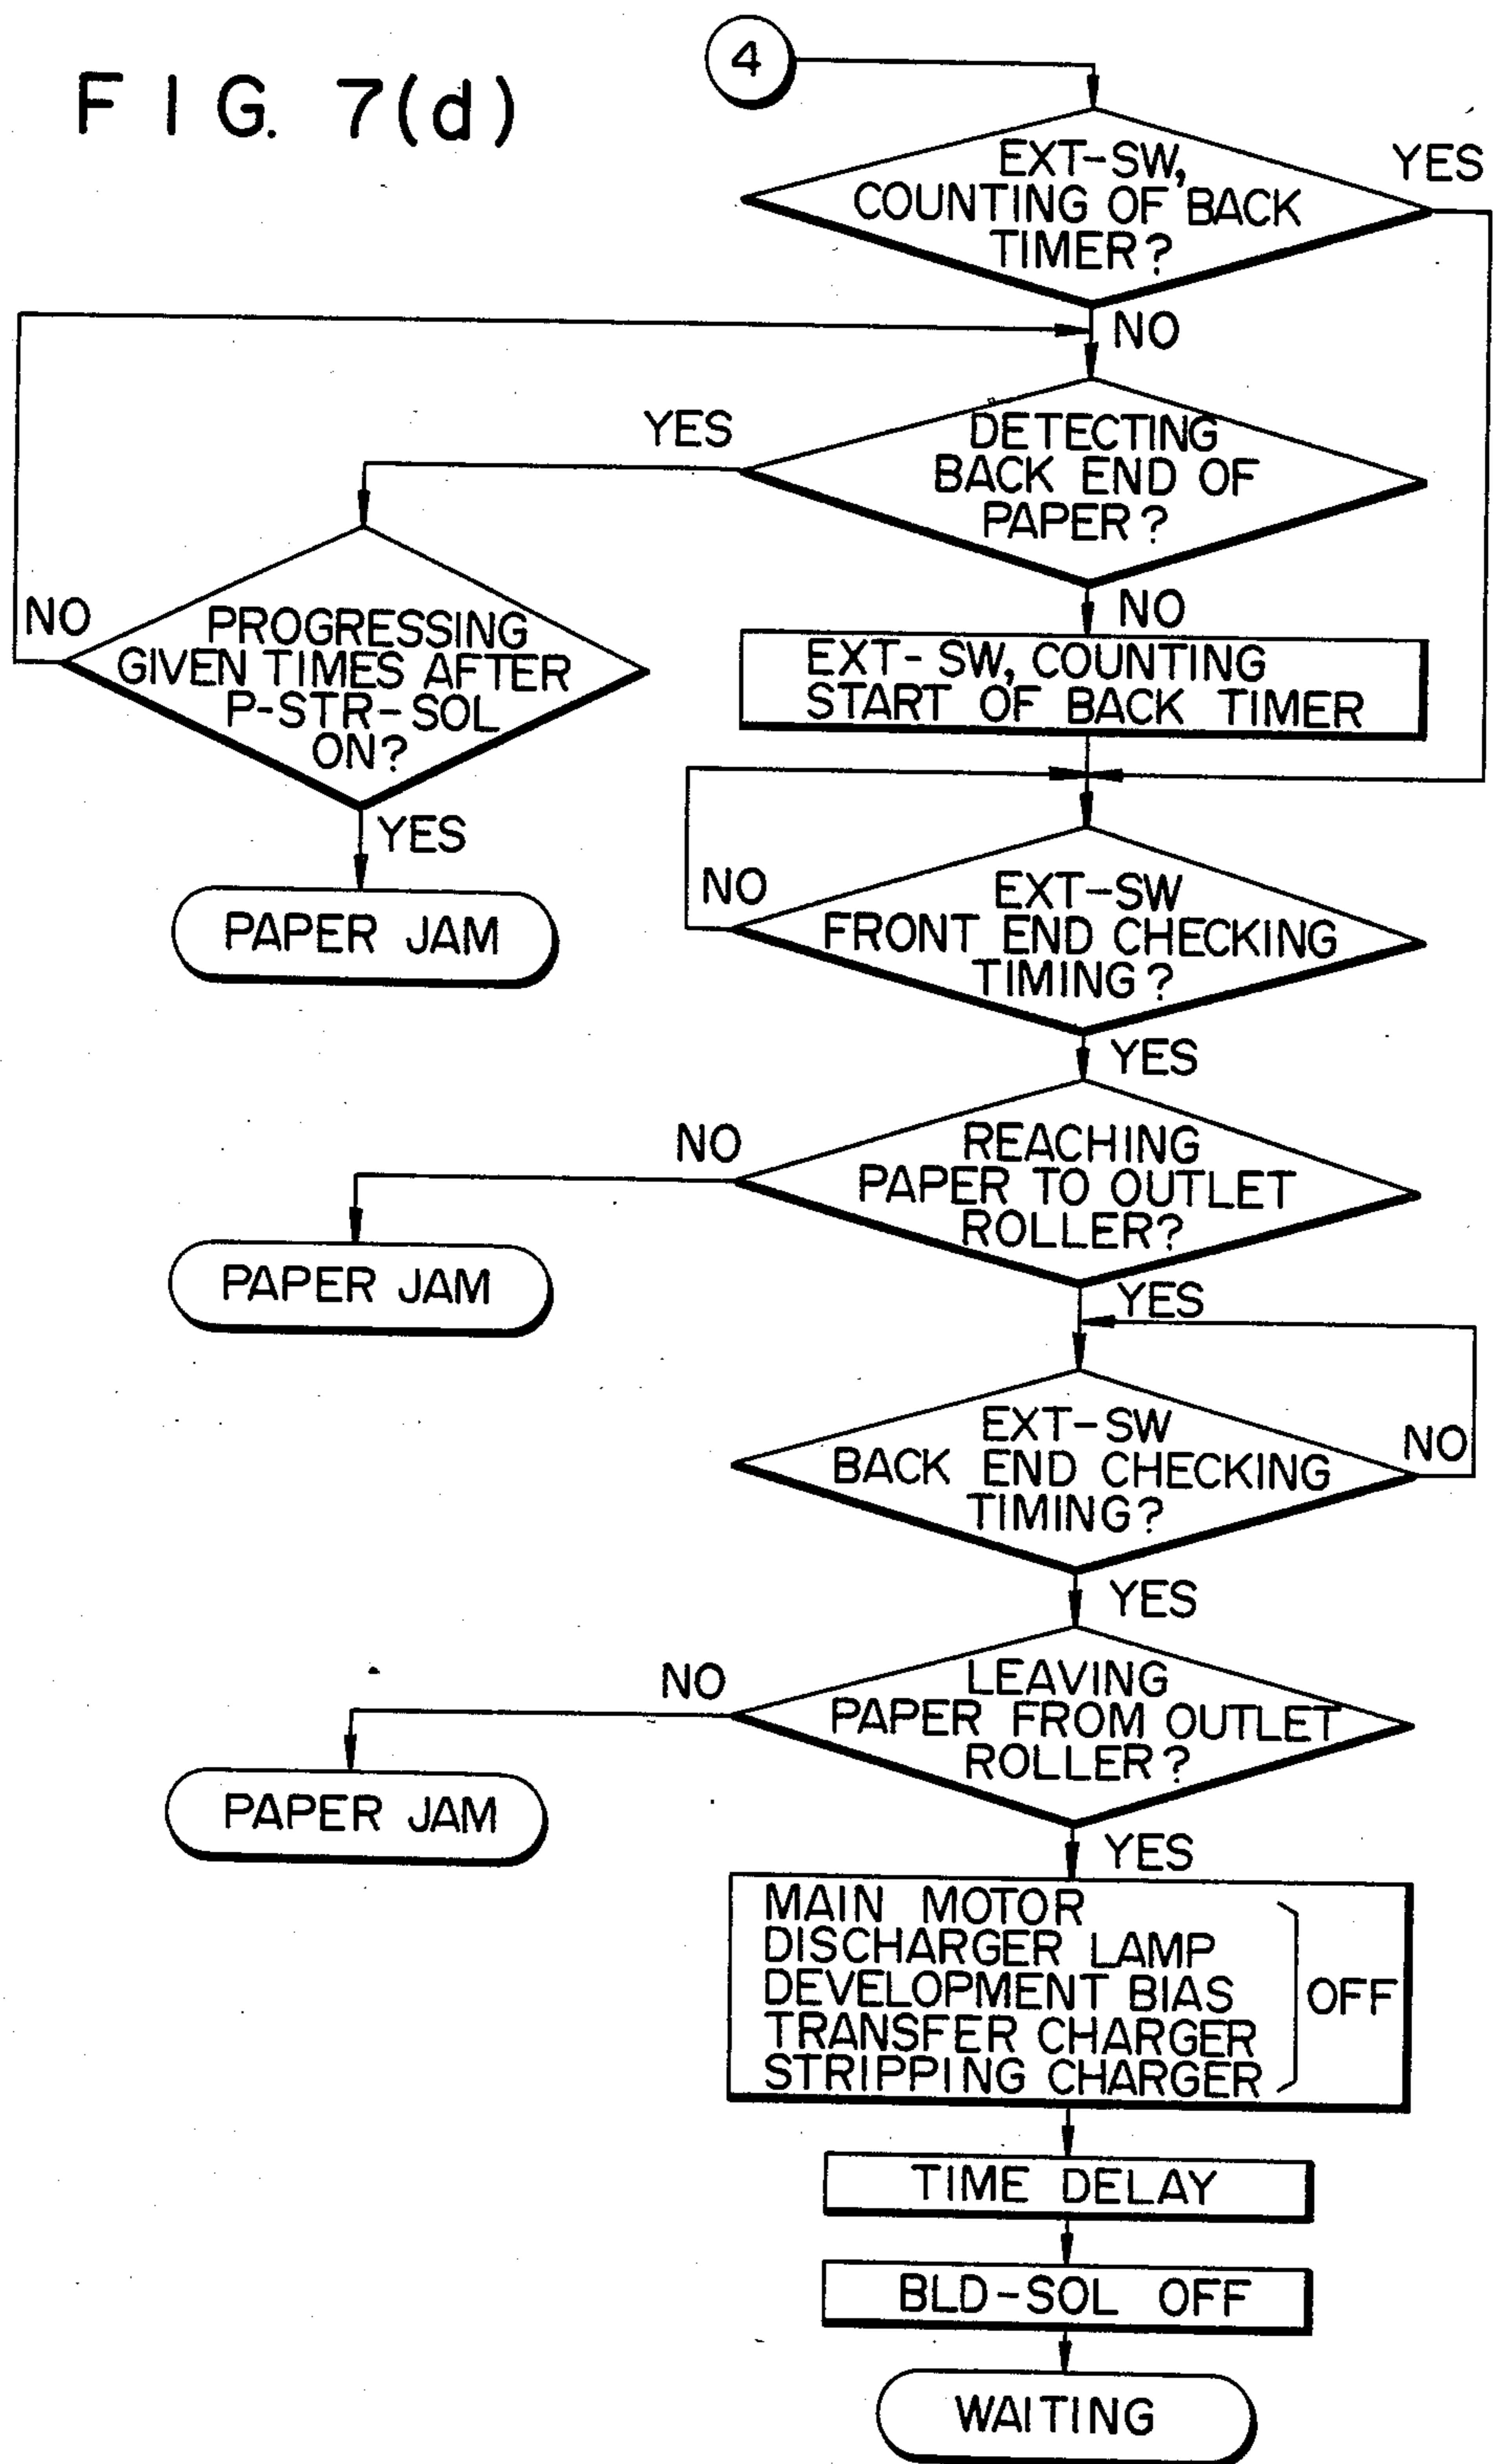 FIG. 7(d)
4
EXT-SW,
COUNTING OF BACK
TIMER?
YES
NO
DETECTING
BACK END OF
PAPER?
YES
NO
PROGRESSING
GIVEN TIMES AFTER
P-STR-SOL
ON?
NO
YES
PAPER JAM
EXT-SW, COUNTING
START OF BACK TIMER
EXT-SW
FRONT END CHECKING
TIMING?
NO
YES
REACHING
PAPER TO OUTLET
ROLLER?
NO
PAPER JAM
YES
EXT-SW
BACK END CHECKING
TIMING?
NO
YES
LEAVING
PAPER FROM OUTLET
ROLLER?
NO
PAPER JAM
YES
MAIN MOTOR
DISCHARGER LAMP
DEVELOPMENT BIAS
TRANSFER CHARGER
STRIPPING CHARGER
OFF
TIME DELAY
BLD-SOL OFF
WAITING